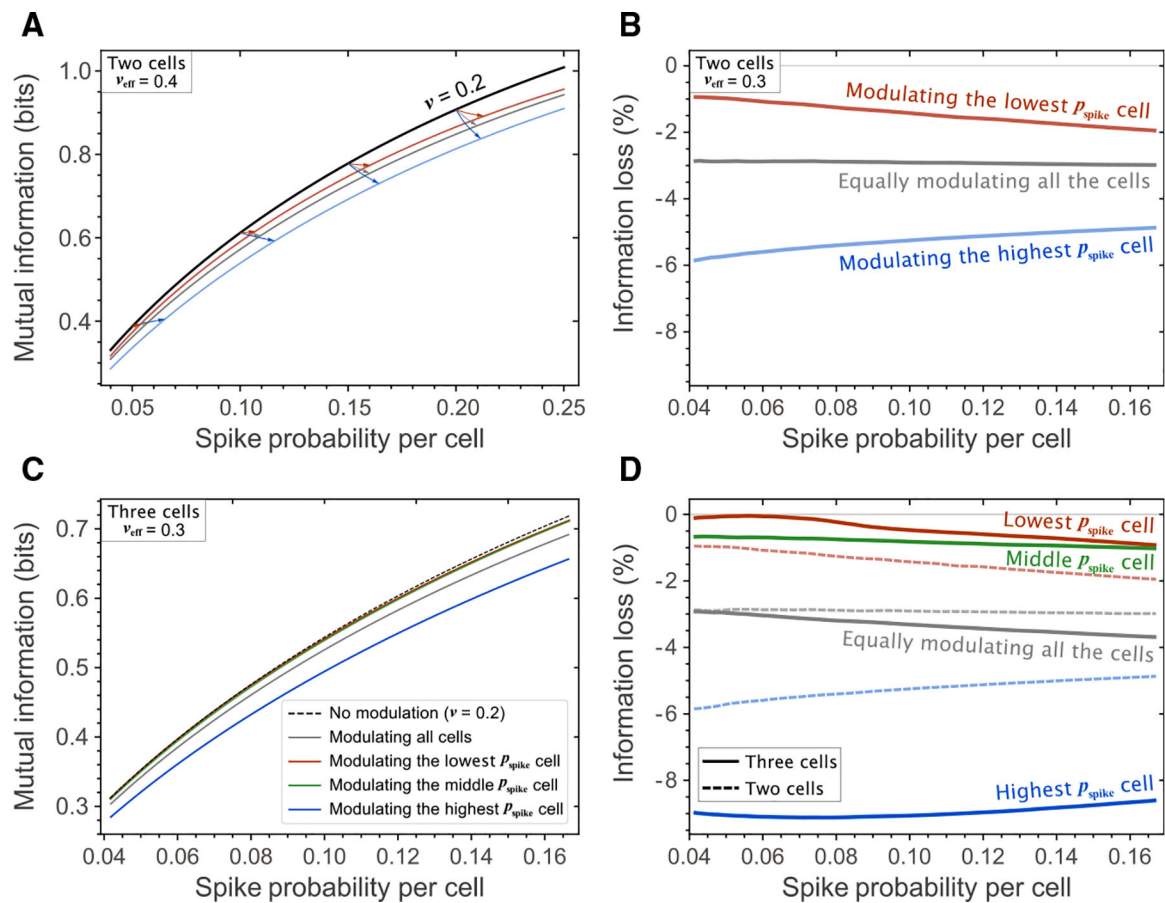 A
Two cells
v_eff = 0.4
v = 0.2
Mutual information (bits)
1.0
0.8
0.6
0.4
0.05 0.10 0.15 0.20 0.25
Spike probability per cell
B
Two cells
v_eff = 0.3
Modulating the lowest p_spike cell
Equally modulating all the cells
Modulating the highest p_spike cell
Information loss (%)
0
-2
-4
-6
-8
0.04 0.06 0.08 0.10 0.12 0.14 0.16
Spike probability per cell
C
Three cells
v_eff = 0.3
Mutual information (bits)
0.7
0.6
0.5
0.4
0.3
No modulation (v = 0.2)
Modulating all cells
Modulating the lowest p_spike cell
Modulating the middle p_spike cell
Modulating the highest p_spike cell
0.04 0.06 0.08 0.10 0.12 0.14 0.16
Spike probability per cell
D
Lowest p_spike cell
Middle p_spike cell
Equally modulating all the cells
Three cells
Two cells
Highest p_spike cell
Information loss (%)
0
-2
-4
-6
-8
0.04 0.06 0.08 0.10 0.12 0.14 0.16
Spike probability per cell